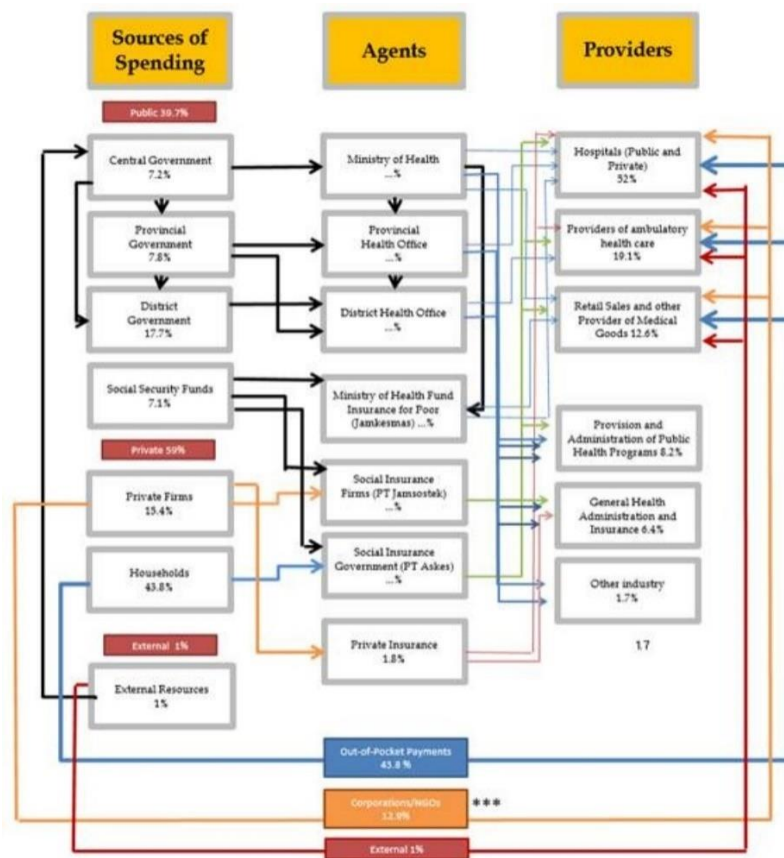 Sources of
Spending
Agents
Providers
Public 39.7%
Central Government
7.2%
Ministry of Health
...%
Hospitals (Public and
Private)
52%
Provincial
Government
7.8%
Provincial
Health Office
...%
Providers of ambulatory
health care
19.1%
District
Government
17.7%
District Health Office
...%
Retail Sales and other
Provider of Medical
Goods 12.6%
Social Security Funds
7.1%
Ministry of Health Fund
Insurance for Poor
(Jamkesmas) ...%
Provision and
Administration of Public
Health Programs 8.2%
Private 59%
Private Firms
15.4%
Social Insurance
Firms (PT Jamsostek)
...%
General Health
Administration and
Insurance 6.4%
Households
43.8%
Social Insurance
Government (PT Askes)
...%
Other industry
1.7%
External 1%
Private Insurance
1.8%
1.7
External Resources
1%
Out-of-Pocket Payments
43.8 %
Corporations/NGOs
12.9%
***
External 1%